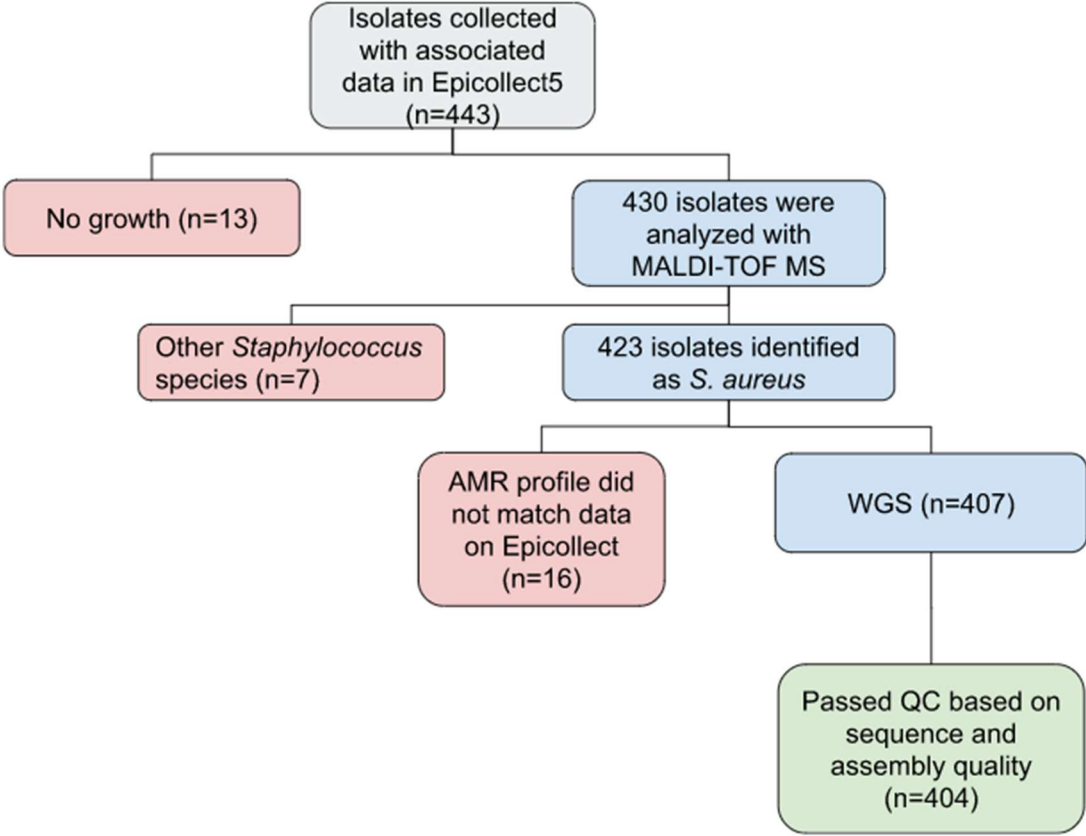 Isolates collected
with associated
data in Epicollect5
(n=443)
No growth (n=13)
430 isolates were
analyzed with
MALDI-TOF MS
Other Staphylococcus
species (n=7)
423 isolates identified
as S. aureus
AMR profile did
not match data
on Epicollect
(n=16)
WGS (n=407)
Passed QC based on
sequence and
assembly quality
(n=404)